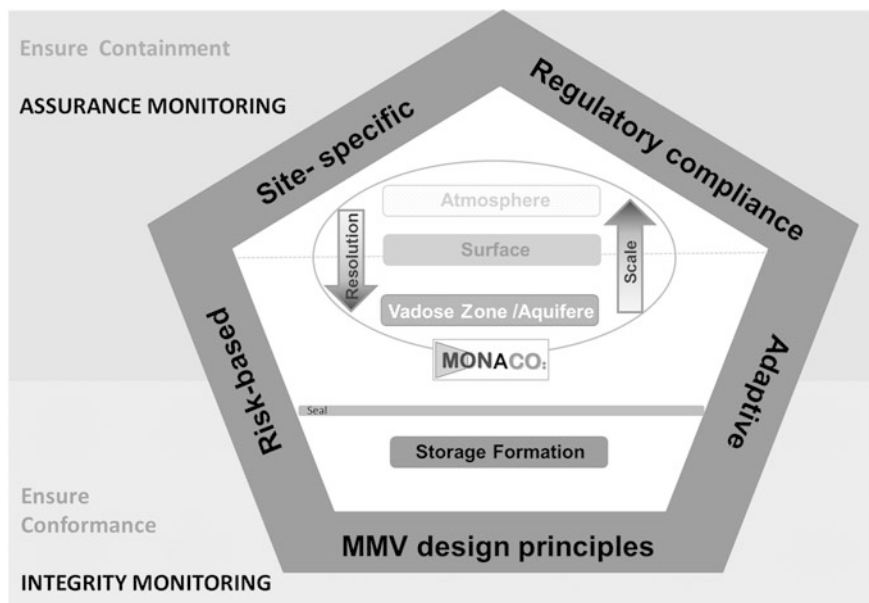 Ensure Containment
ASSURANCE MONITORING
Site- specific
Regulatory compliance
Atmosphere
Resolution
Surface
Scale
Vadose Zone /Aquifere
MONACO₂
Risk-based
Adaptive
Seal
Storage Formation
Ensure
Conformance
MMV design principles
INTEGRITY MONITORING